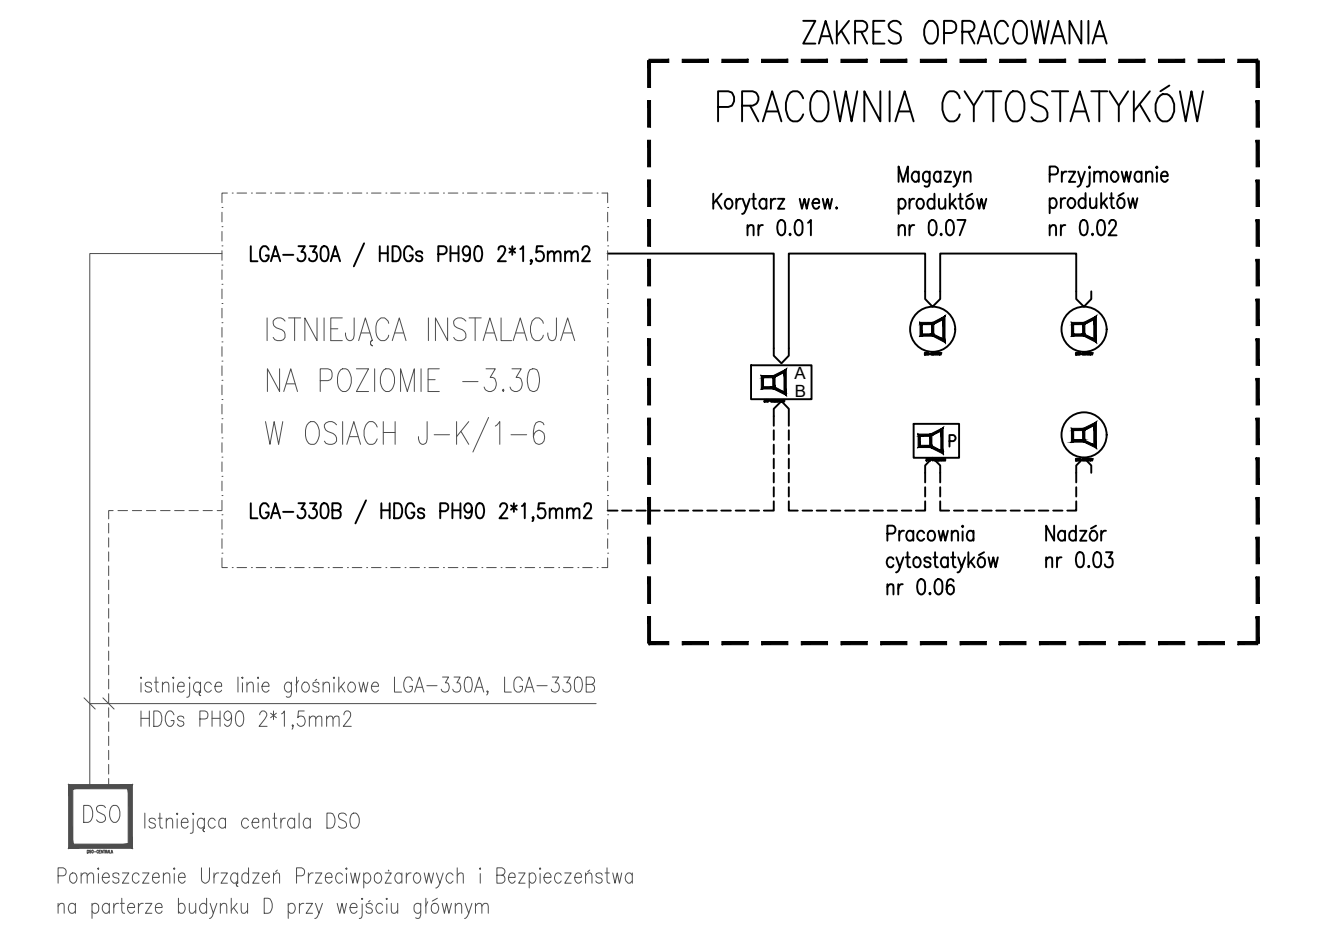 ZAKRES OPRACOWANIA
PRACOWNIA CYTOSTATYKÓW
Korytarz wew.
nr 0.01
Magazyn
produktów
nr 0.07
Przyjmowanie
produktów
nr 0.02
LGA-330A / HDGs PH90 2*1,5mm2
ISTNIEJĄCA INSTALACJA
NA POZIOMIE -3.30
W OSIACH J-K/1-6
A
B
P
LGA-330B / HDGs PH90 2*1,5mm2
Pracownia
cytostatyków
nr 0.06
Nadzór
nr 0.03
istniejące linie głośnikowe LGA-330A, LGA-330B
HDGs PH90 2*1,5mm2
DSO
DSO-CENTRALA
Istniejąca centrala DSO
Pomieszczenie Urządzeń Przeciwpożarowych i Bezpieczeństwa
na parterze budynku D przy wejściu głównym